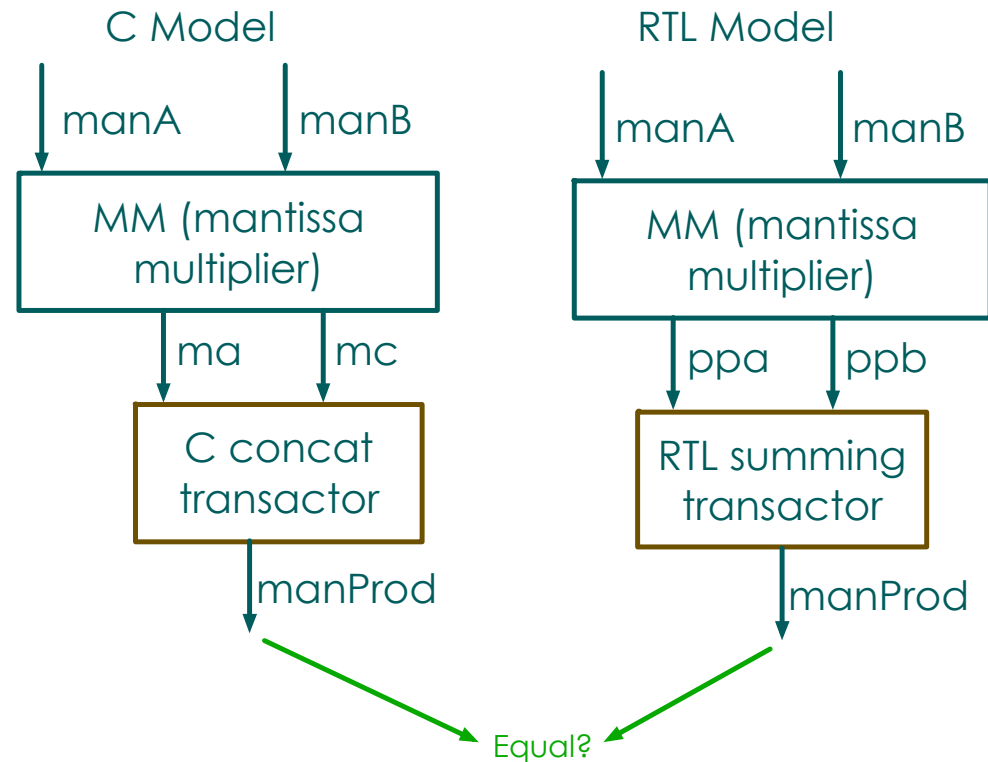 C Model
manA
manB
MM (mantissa
multiplier)
ma
mc
C concat
transactor
manProd
RTL Model
manA
manB
MM (mantissa
multiplier)
ppa
ppb
RTL summing
transactor
manProd
Equal?